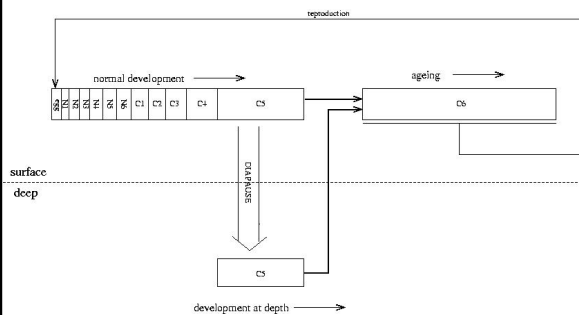 reproduction
normal development
ageing
egg N1 N2 N3 N4 N5 N6 C1 C2 C3 C4 C5
C6
DIAPAUSE
surface
deep
C5
development at depth